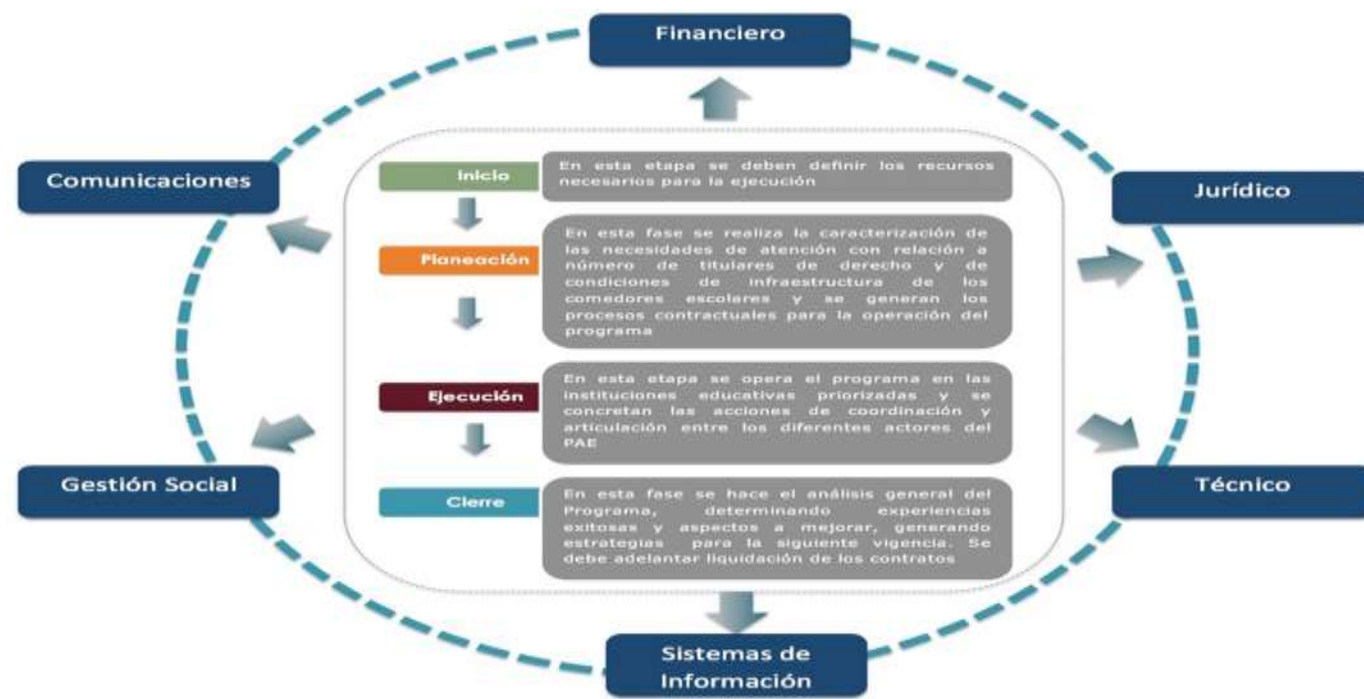 Financiero
Comunicaciones
Jurídico
Inicio
En esta etapa se deben definir los recursos
necesarios para la ejecución
Planeación
En esta fase se realiza la caracterización de
las necesidades de atención con relación a
número de titulares de derecho y de
condiciones de infraestructura de los
comedores escolares y se generan los
procesos contractuales para la operación del
programa
Ejecución
En esta etapa se opera el programa en las
instituciones educativas priorizadas y se
concretan las acciones de coordinación y
articulación entre los diferentes actores del
PAE
Gestión Social
Técnico
Cierre
En esta fase se hace el análisis general del
Programa, determinando experiencias
exitosas y aspectos a mejorar, generando
estrategias para la siguiente vigencia. Se
debe adelantar liquidación de los contratos
Sistemas de
Información